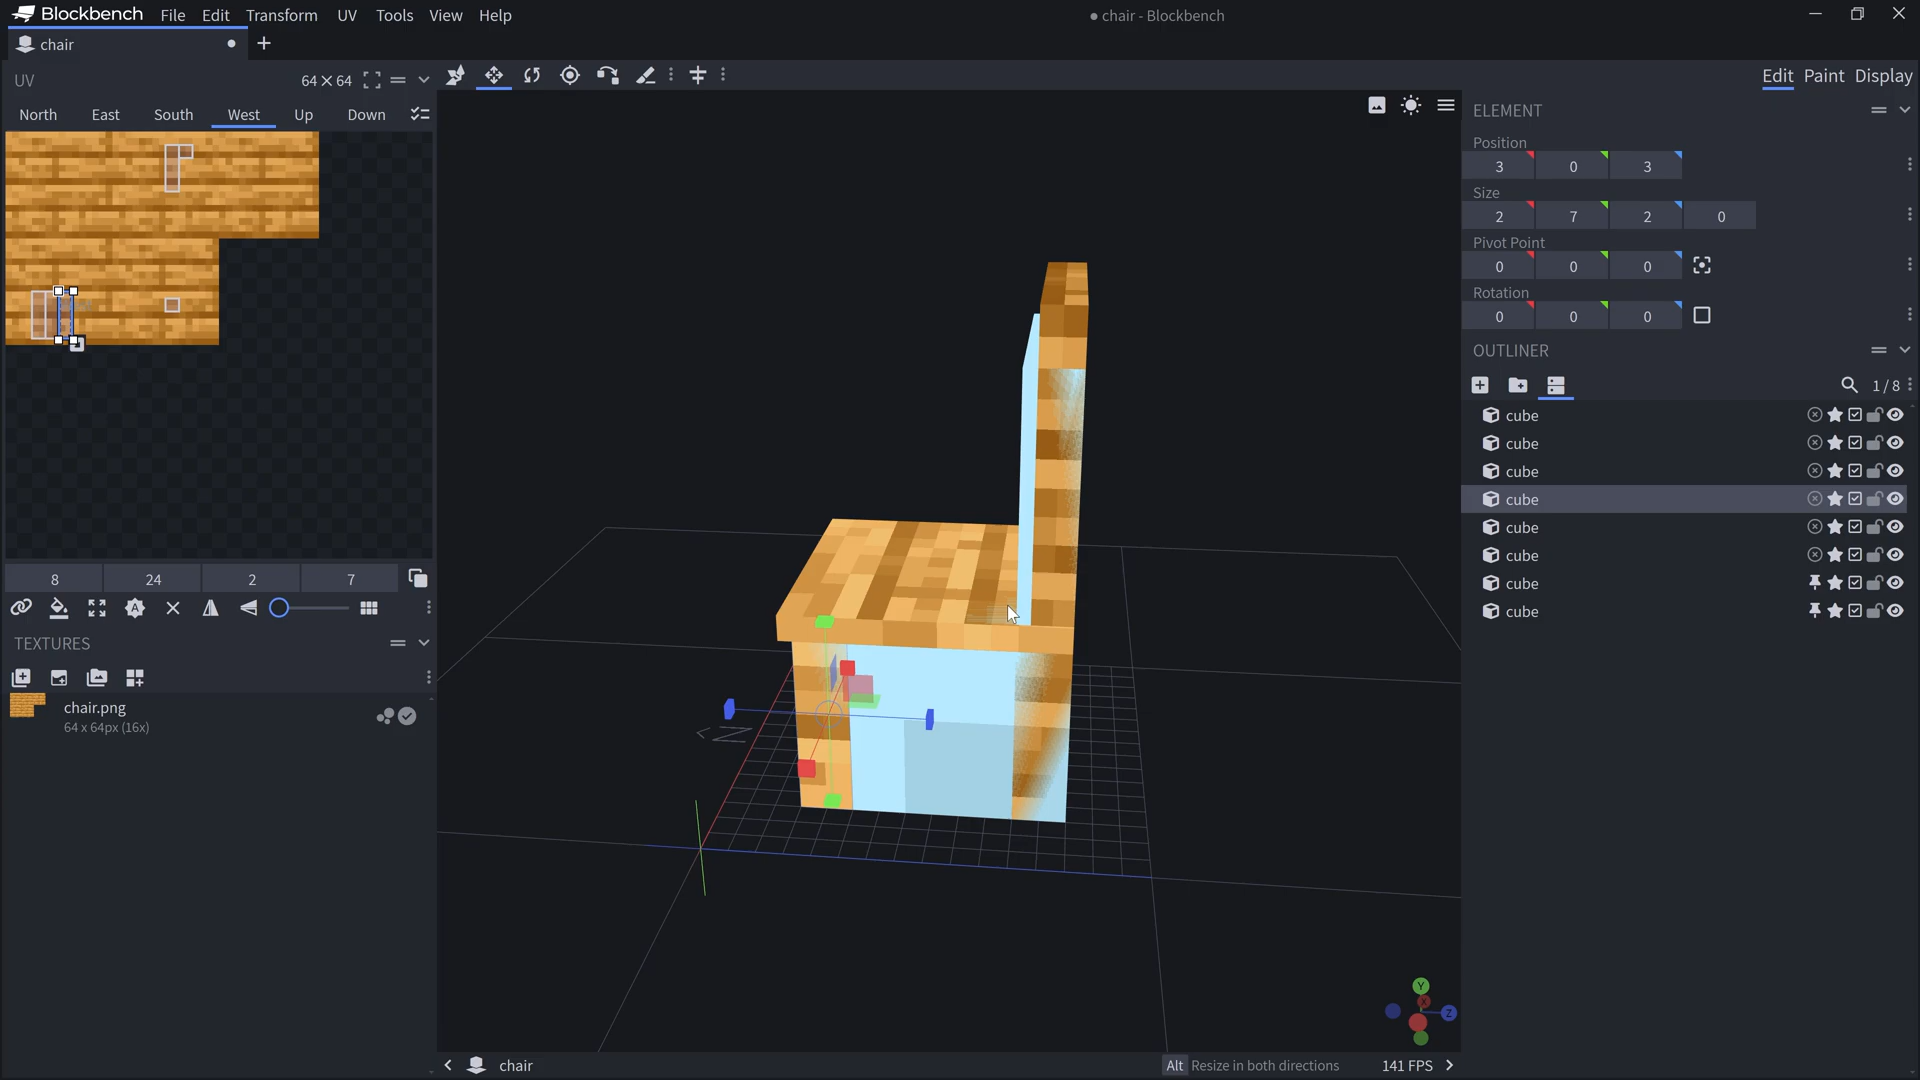 Blockbench File Edit Transform UV Tools View Help
chair - Blockbench
chair
UV 64×64
Edit Paint Display
North East South West Up Down
ELEMENT
Position
3 0 3
Size
2 7 2 0
Pivot Point
0 0 0
Rotation
0 0 0
OUTLINER
1/8
cube
cube
cube
cube
cube
cube
cube
cube
8 24 2 7
TEXTURES
chair.png
64 x 64px (16x)
N
Y
X
Z
chair
Alt Resize in both directions 141 FPS